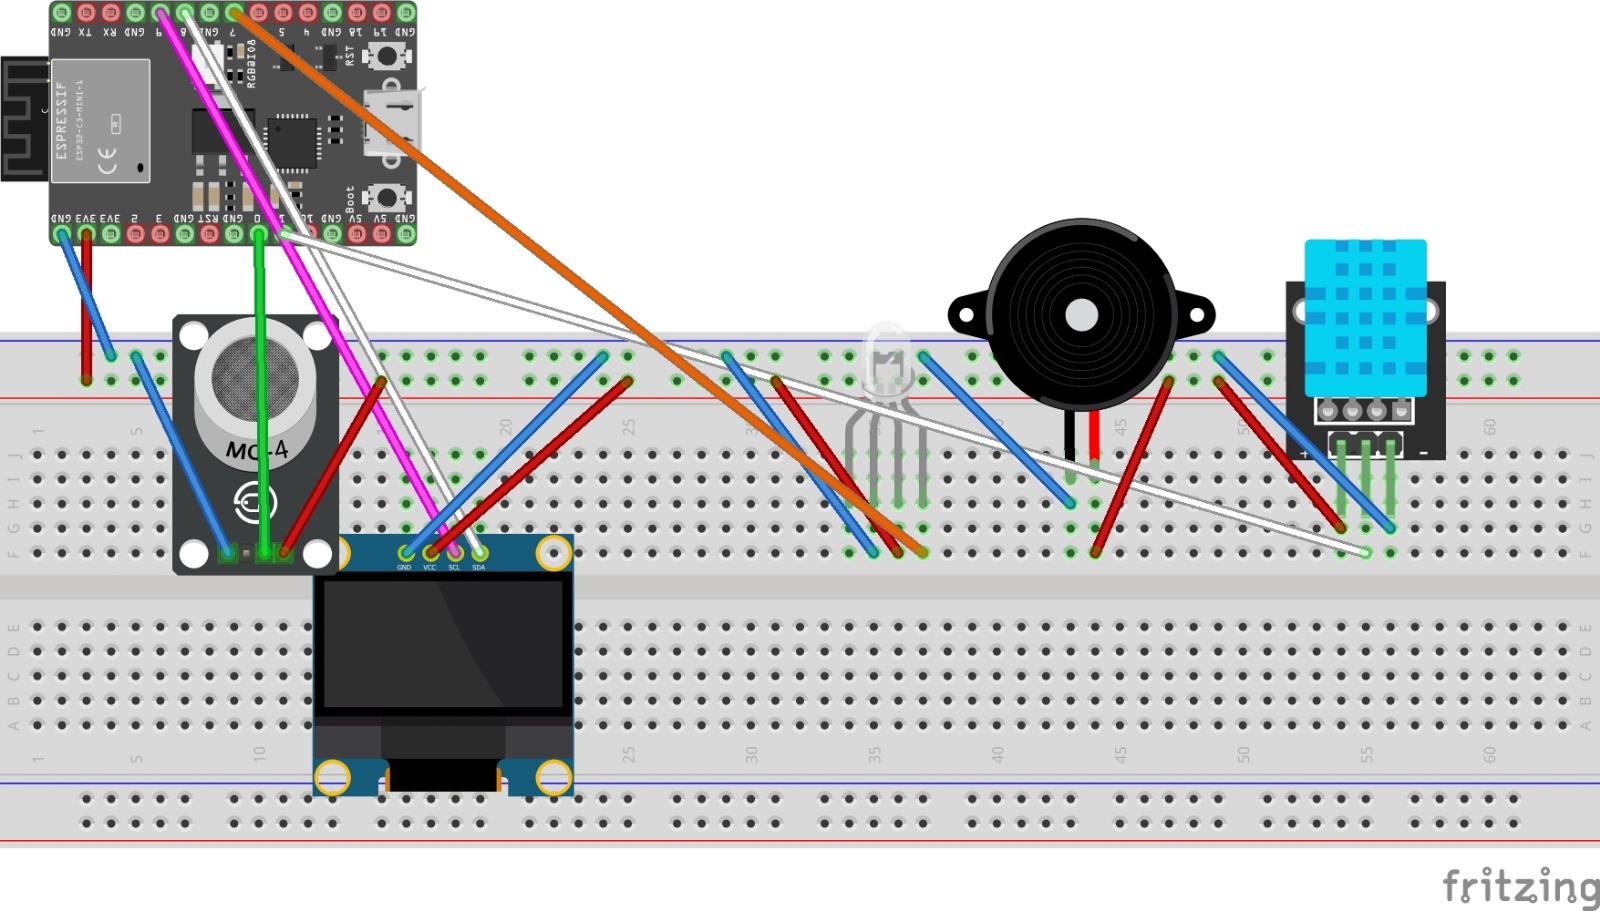 GND TX RX GND 9 8 GND 7 5 4 GND 18 19 GND
RGB@IO8
RST
ESPRESSIF
ESP32-C3-MINI-1
R
CE
C
Boot
GND 3V3 3V3 2 3 GND RST GND 0 1 10 GND 5V 5V GND
1 5 20 25 30 35 40 45 50 60
MQ-4
+ -
J J
I I
H H
G G
F F
GND VCC SCL SDA
E E
D D
C C
B B
A A
1 5 10 25 30 35 40 45 50 55 60
fritzing